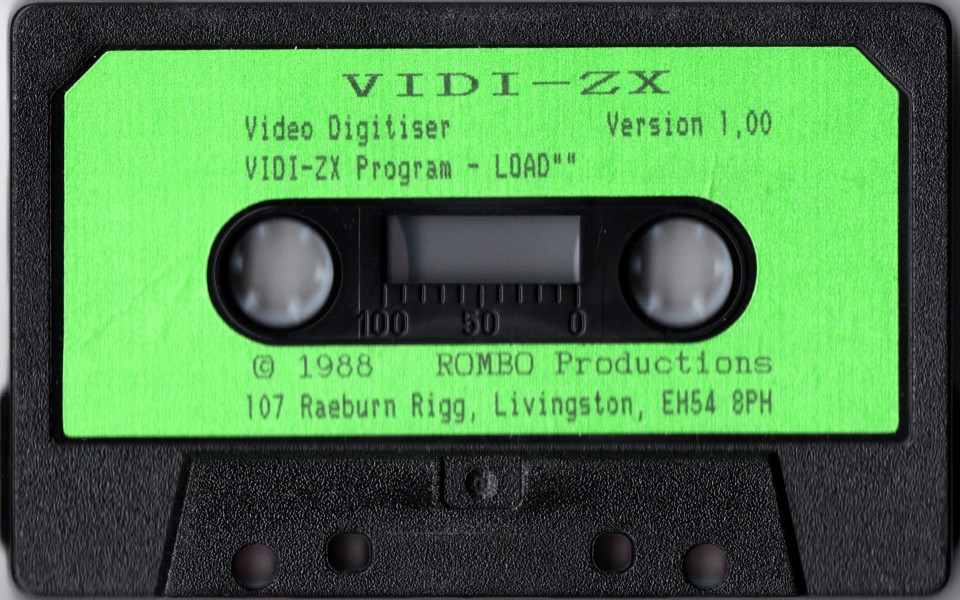 VIDI-ZX
Video Digitiser Version 1,00
VIDI-ZX Program - LOAD""
100 50 0
© 1988 ROMBO Productions
107 Raeburn Rigg, Livingston, EH54 8PH